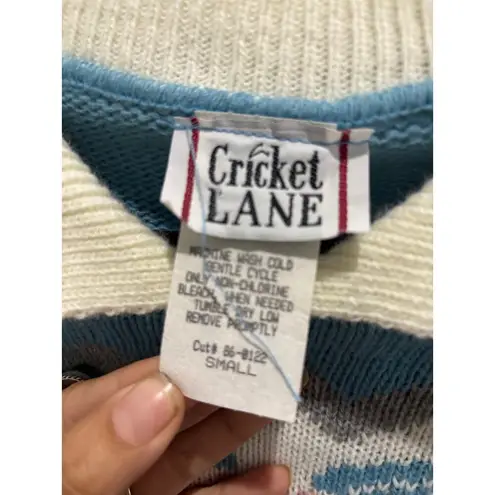 Cricket
LANE
MACHINE WASH COLD
GENTLE CYCLE
ONLY NON-CHLORINE
BLEACH, WHEN NEEDED
TUMBLE DRY LOW
REMOVE PROMPTLY
Cut# 86-0122
SMALL